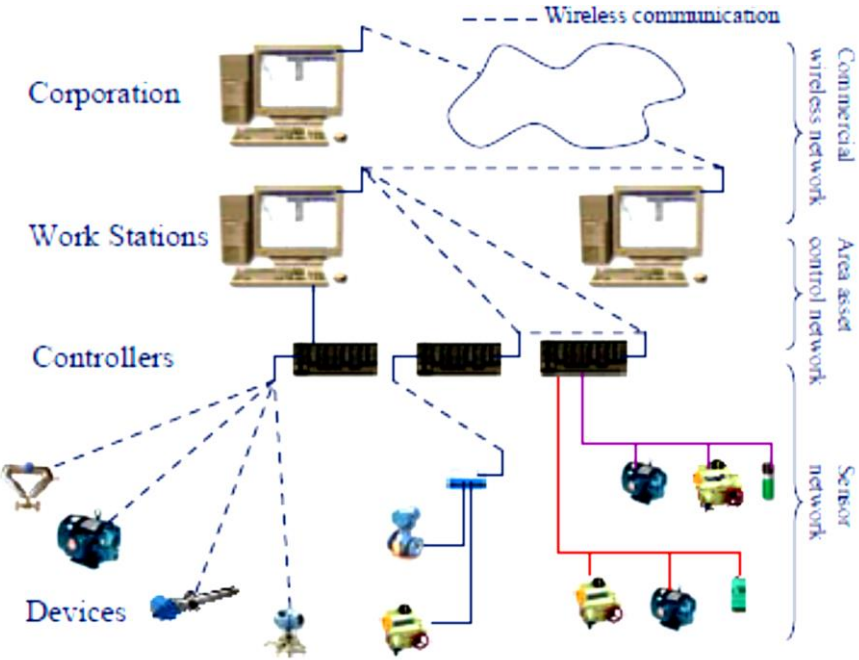 Wireless communication
Corporation
Commercial
wireless network
Work Stations
Area asset
control network
Controllers
Sensor
network
Devices